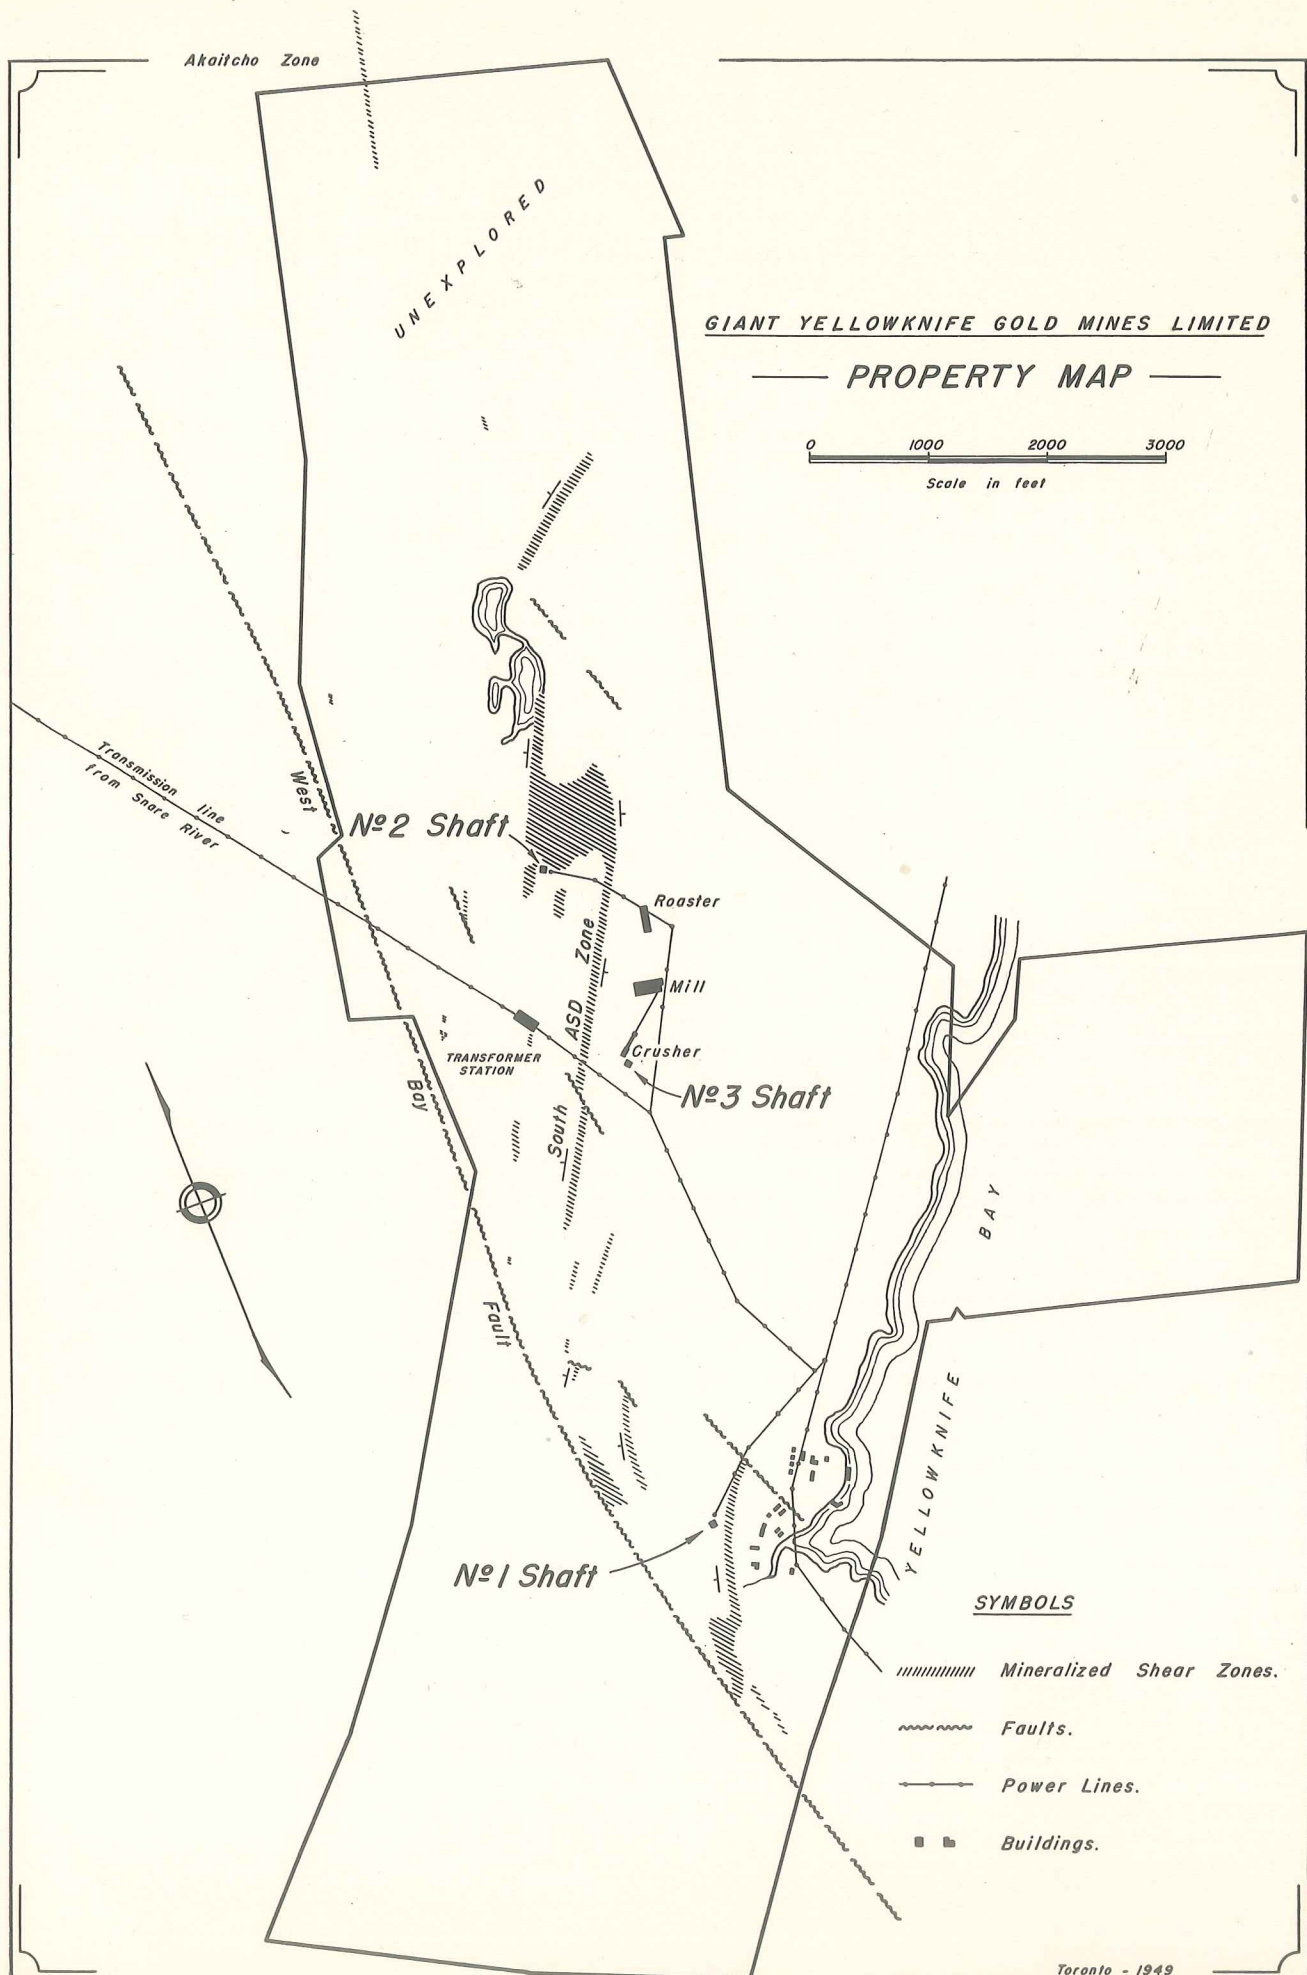 Akaitcho Zone
UNEXPLORED
GIANT YELLOWKNIFE GOLD MINES LIMITED
PROPERTY MAP
0 1000 2000 3000
Scale in feet
Transmission line
from Snare River
West
Bay
Fault
Nº2 Shaft
Roaster
Mill
Crusher
Nº3 Shaft
South ASD Zone
TRANSFORMER
STATION
YELLOWKNIFE BAY
Nº1 Shaft
SYMBOLS
Mineralized Shear Zones.
Faults.
Power Lines.
Buildings.
Toronto - 1949